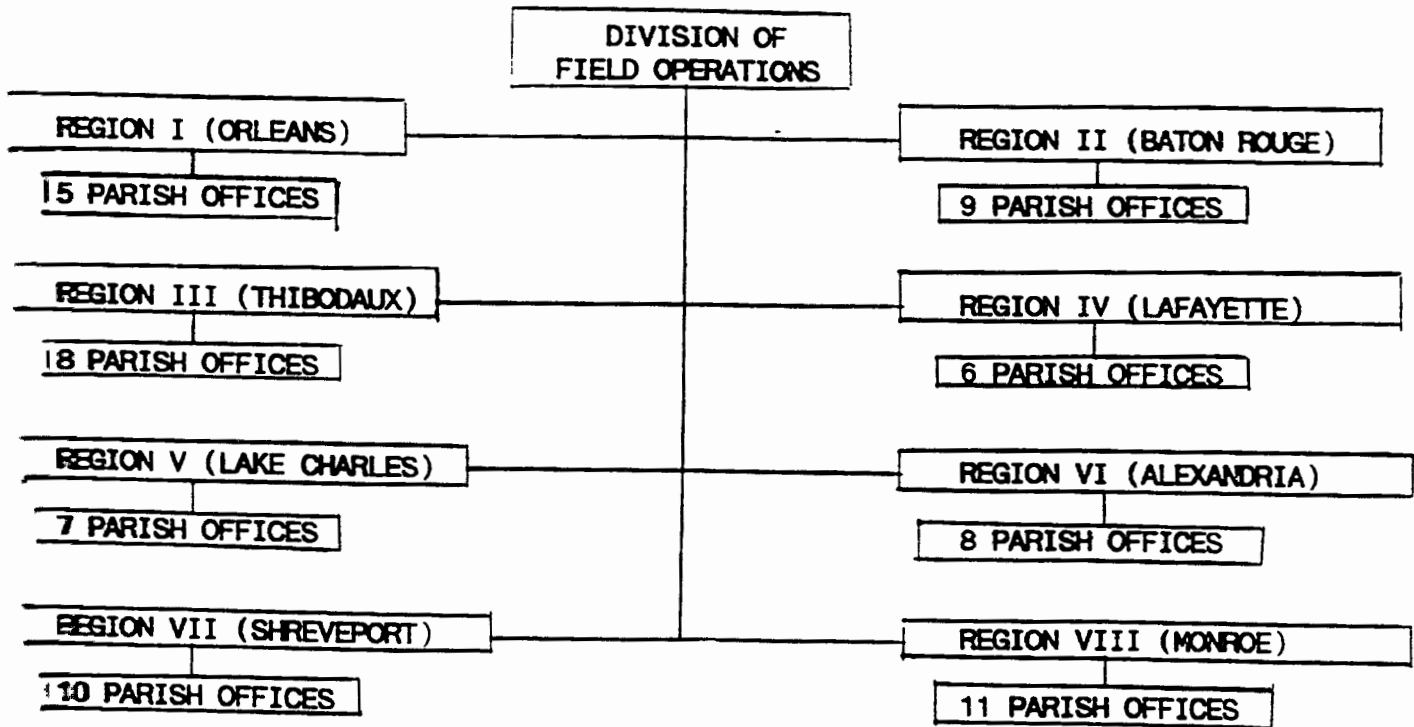 DIVISION OF
FIELD OPERATIONS
REGION I (ORLEANS)
REGION II (BATON ROUGE)
5 PARISH OFFICES
9 PARISH OFFICES
REGION III (THIBODAUX)
REGION IV (LAFAYETTE)
8 PARISH OFFICES
6 PARISH OFFICES
REGION V (LAKE CHARLES)
REGION VI (ALEXANDRIA)
7 PARISH OFFICES
8 PARISH OFFICES
REGION VII (SHREVEPORT)
REGION VIII (MONROE)
10 PARISH OFFICES
11 PARISH OFFICES